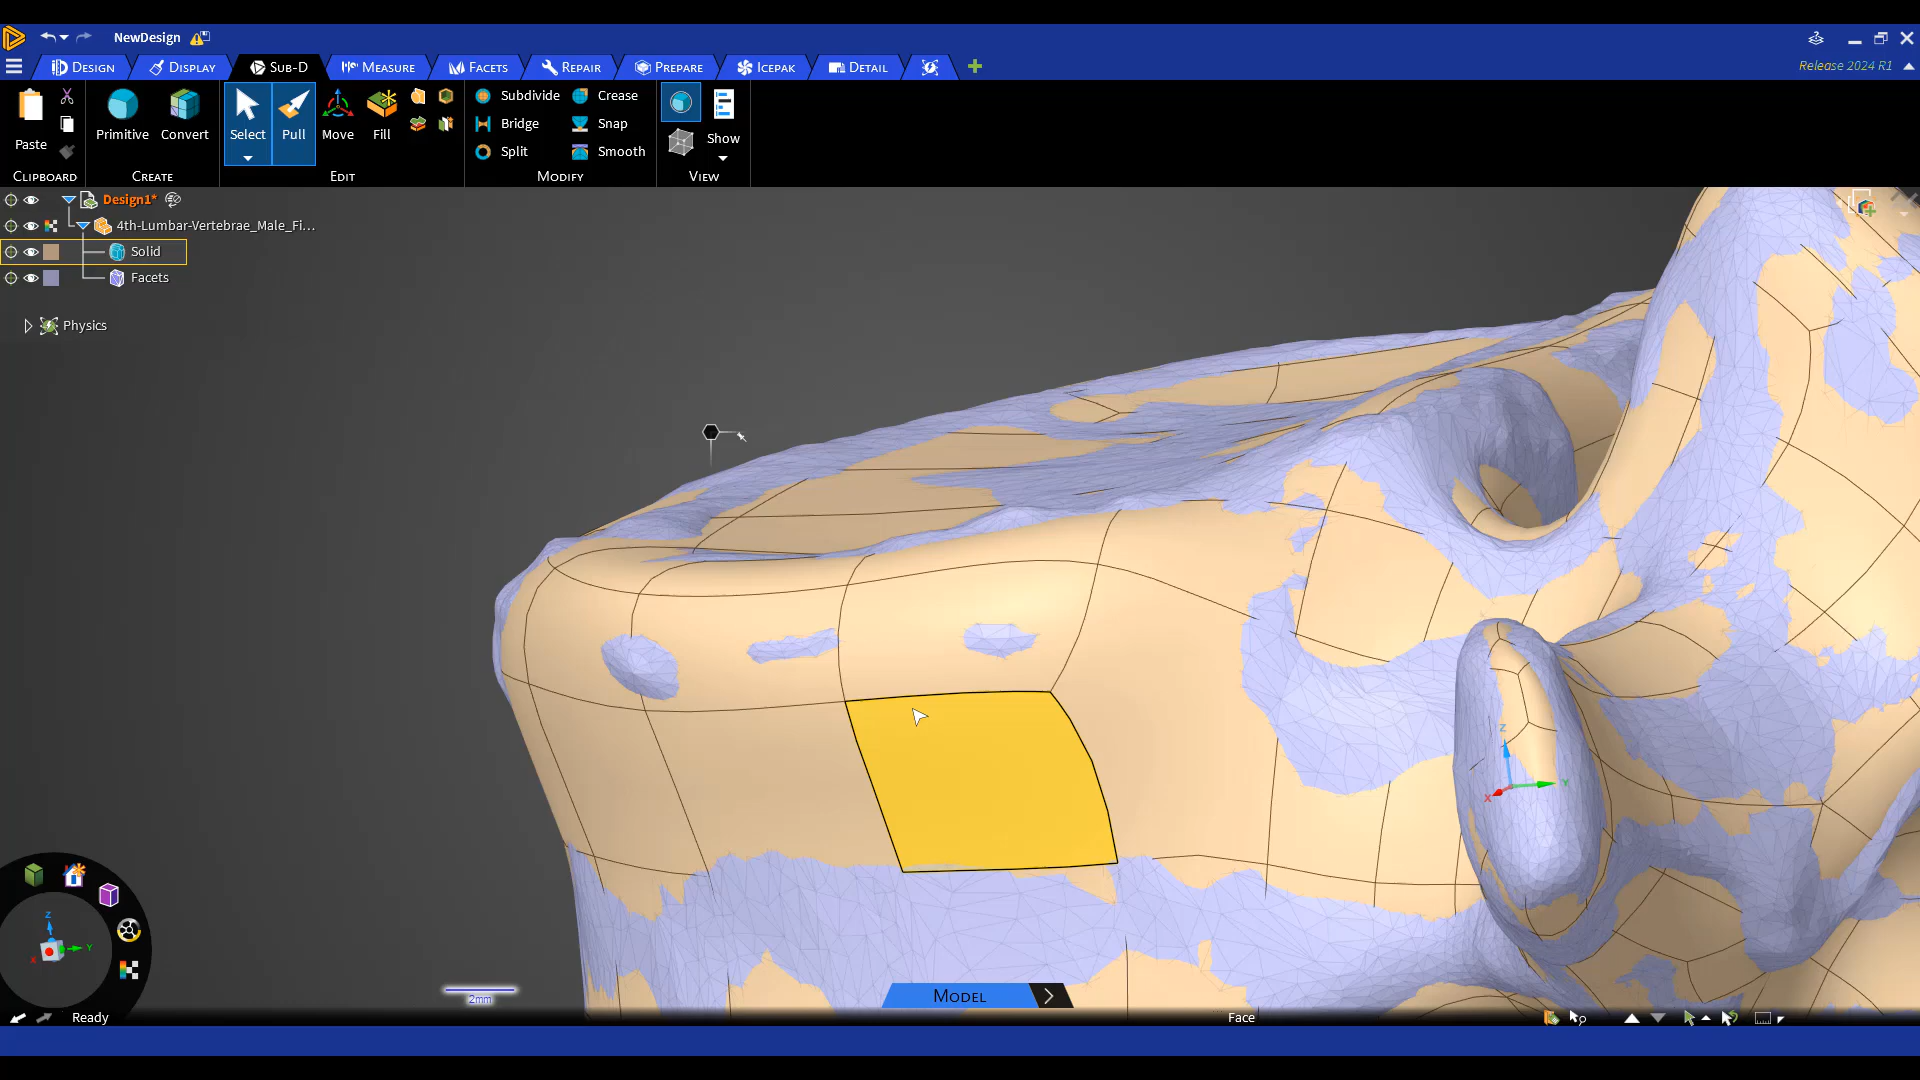 NewDesign
Design Display Sub-D Measure Facets Repair Prepare Icepak Detail
Release 2024 R1
Paste
Primitive
Convert
Select
Pull
Move
Fill
Subdivide
Crease
Bridge
Snap
Split
Smooth
Show
Clipboard
Create
Edit
Modify
View
Design1*
4th-Lumbar-Vertebrae_Male_Fi...
Solid
Facets
Physics
Z
Y
X
Z
Y
X
2mm
Model
Ready
Face